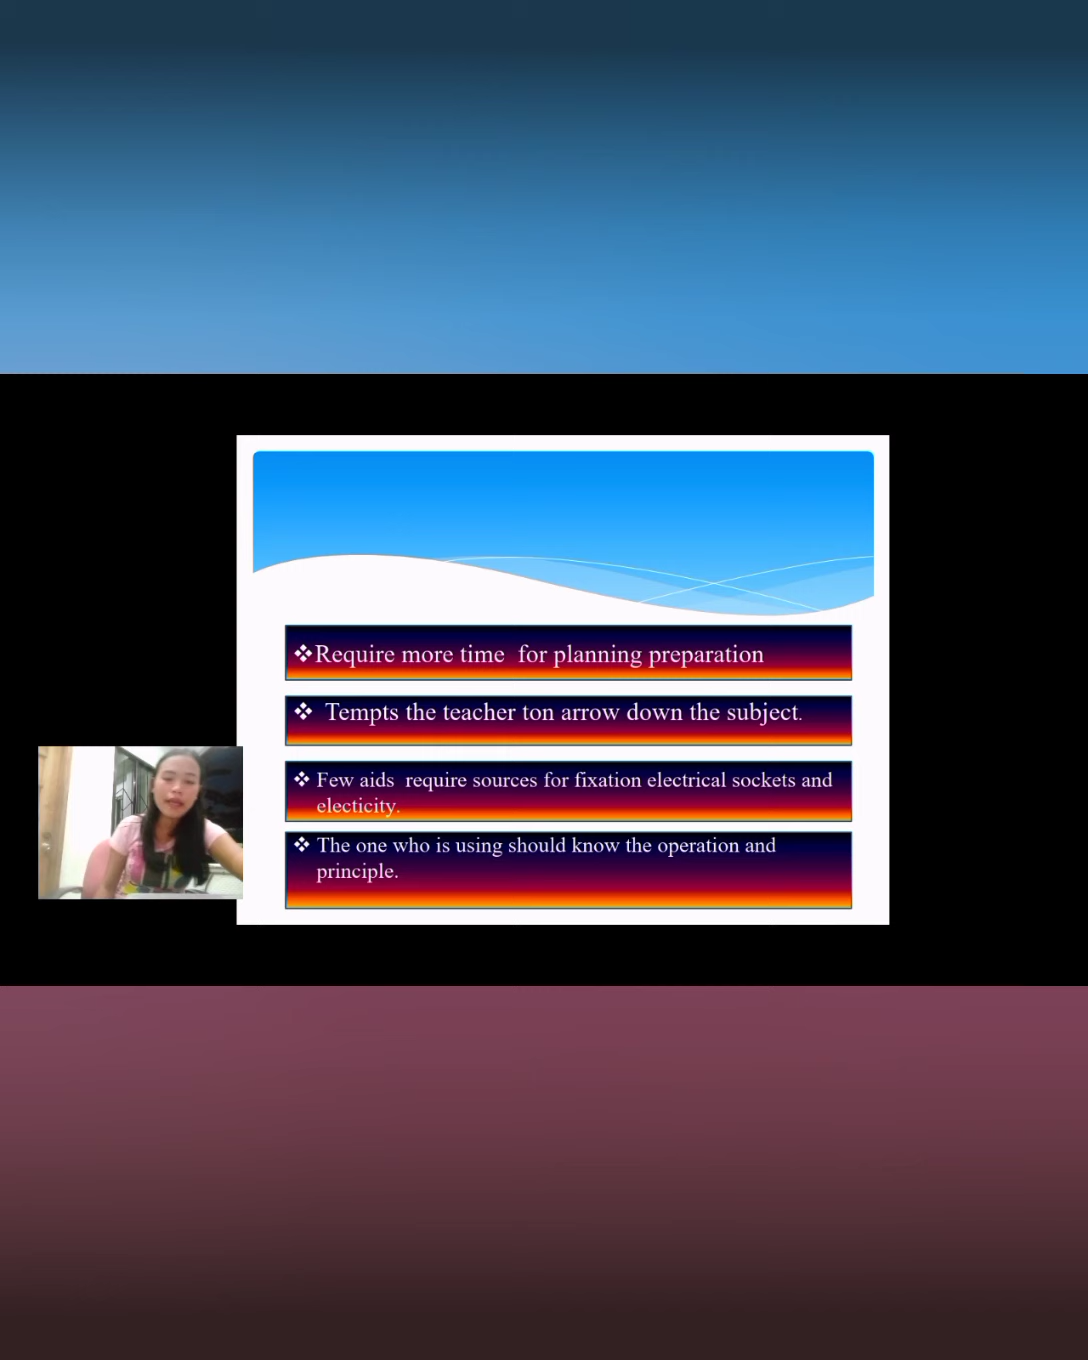 ❖Require more time  for planning preparation
❖ Tempts the teacher ton arrow down the subject.
❖ Few aids  require sources for fixation electrical sockets and
electicity.
❖ The one who is using should know the operation and
principle.